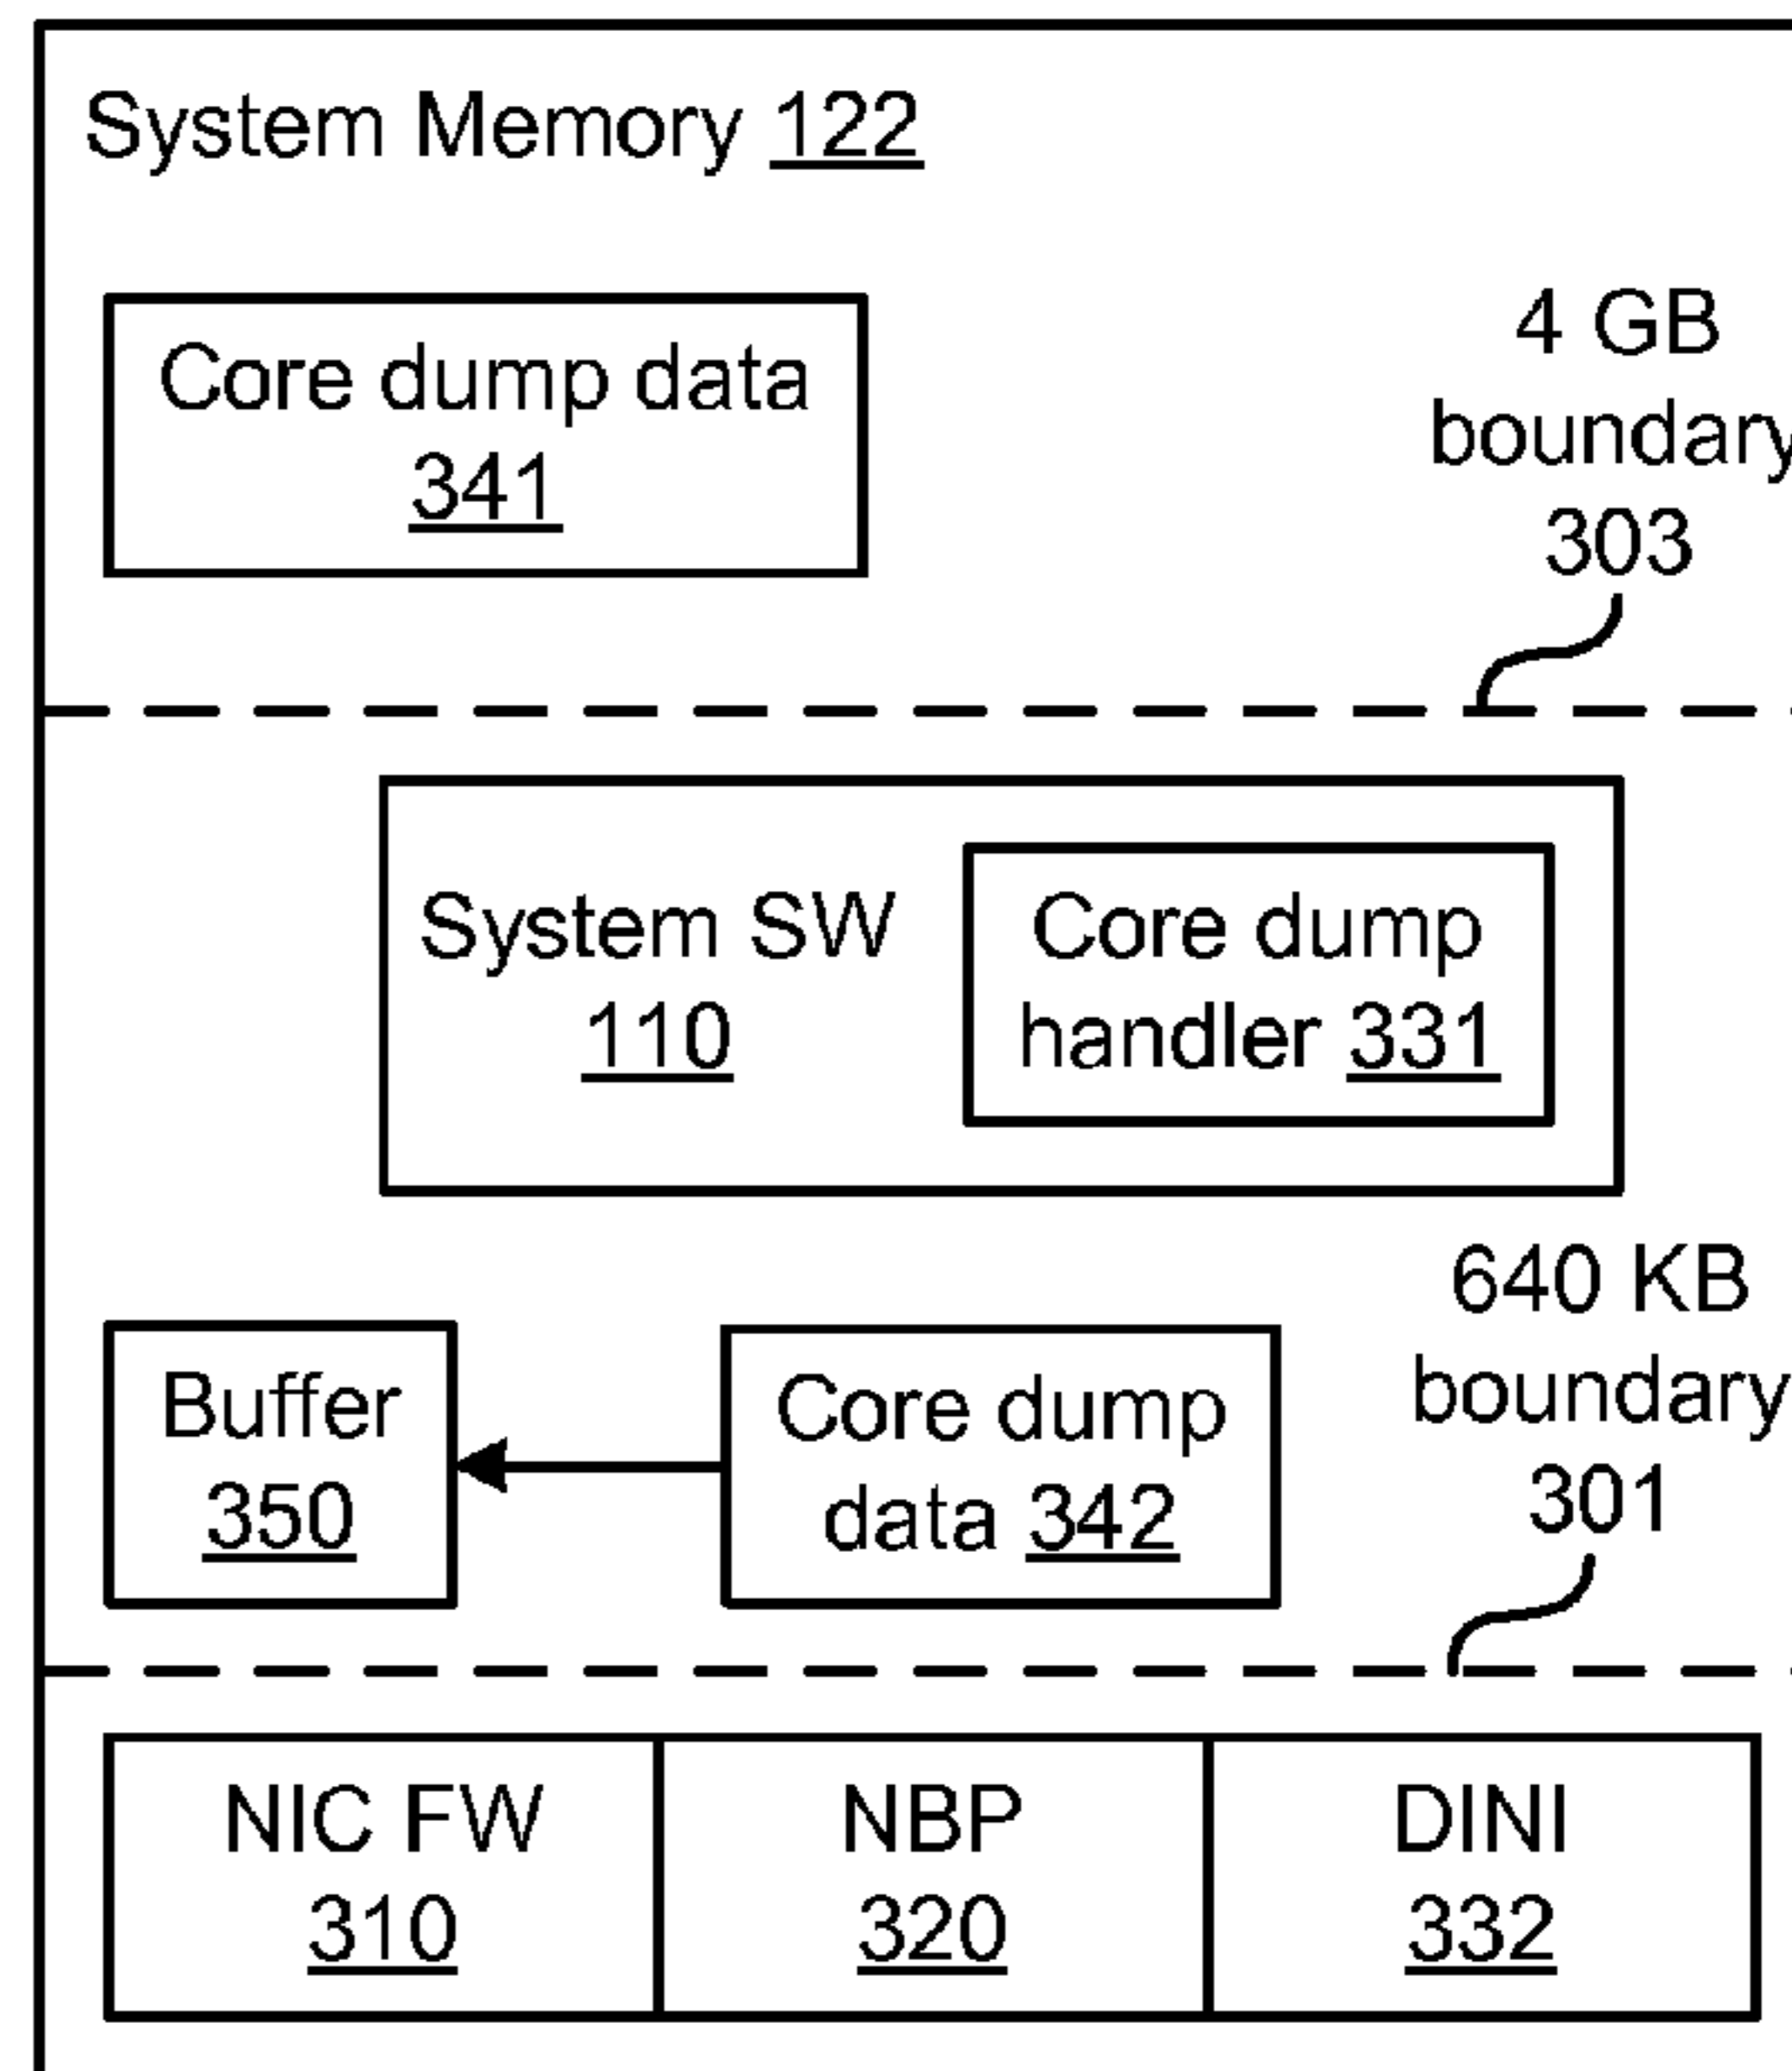 System Memory 122
Core dump data
341
4 GB
boundary
303
System SW
110
Core dump
handler 331
640 KB
boundary
301
Buffer
350
Core dump
data 342
NIC FW
310
NBP
320
DINI
332